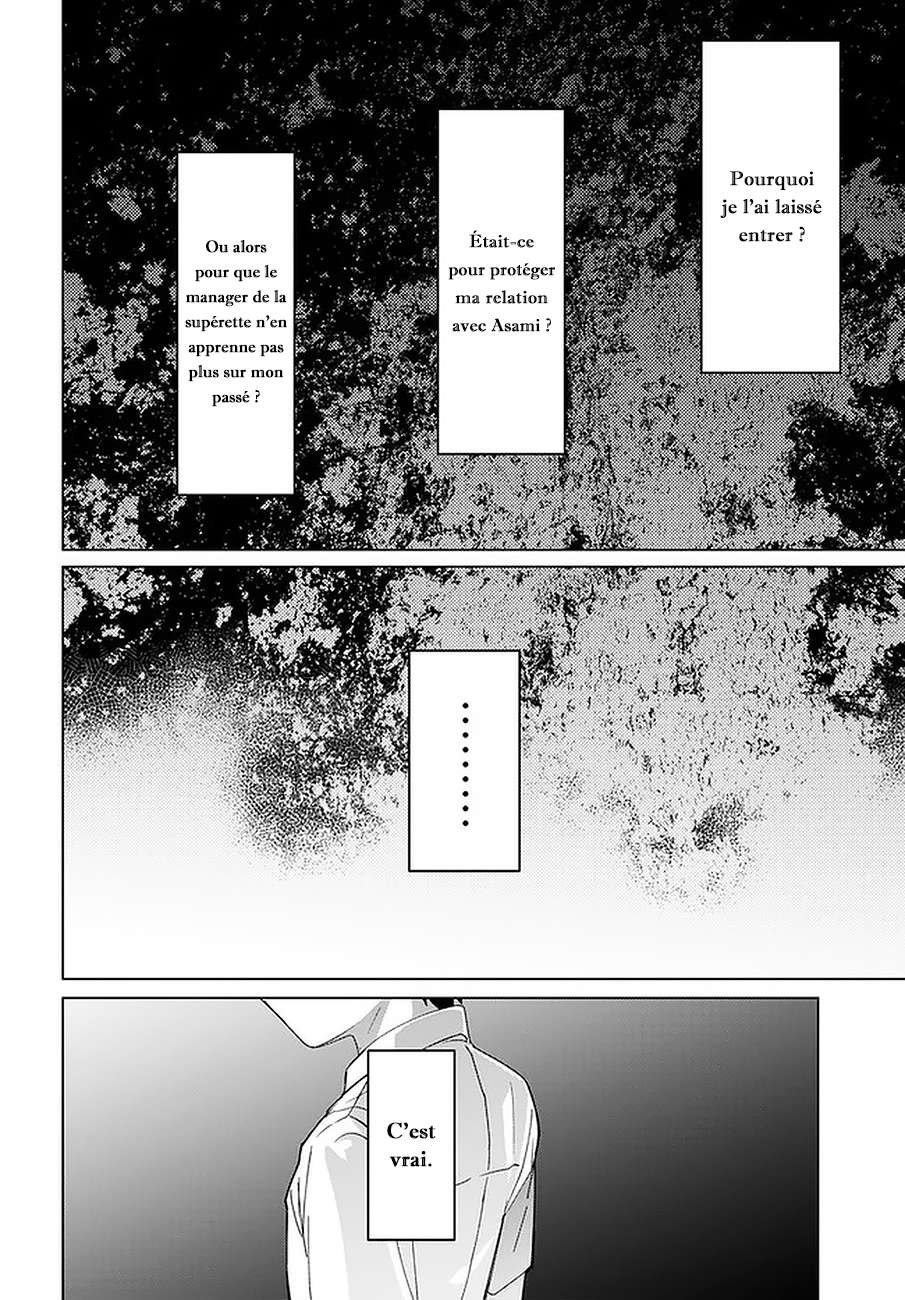 Pourquoi
je l'ai laissé
entrer ?
Était-ce
pour protéger
ma relation
avec Asami ?
Ou alors
pour que le
manager de la
supérette n'en
apprenne pas
plus sur mon
passé ?
.........
C'est
vrai.